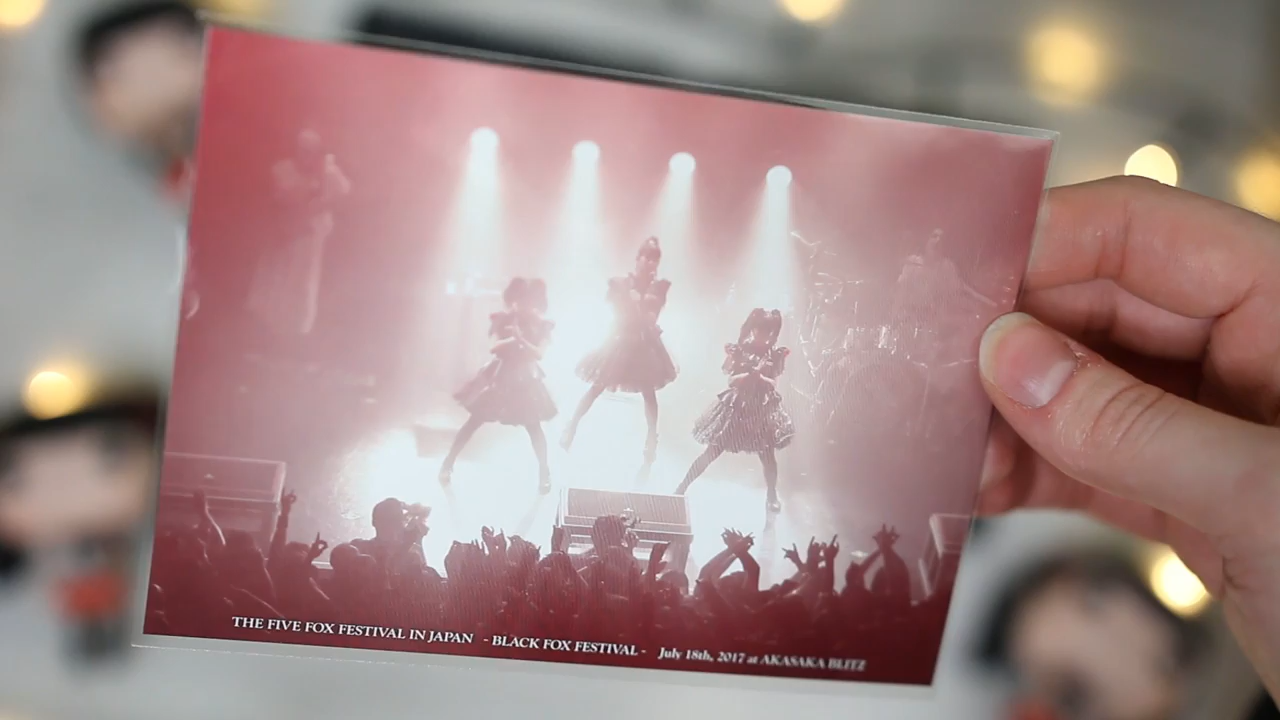 THE FIVE FOX FESTIVAL IN JAPAN - BLACK FOX FESTIVAL - July 18th, 2017 at AKASAKA BLITZ